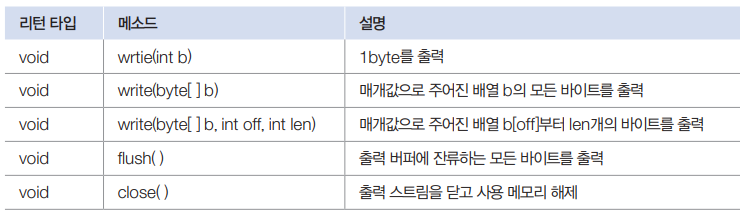 리턴 타입 메소드 설명
void wrtie(int b) 1byte를 출력
void write(byte[ ] b) 매개값으로 주어진 배열 b의 모든 바이트를 출력
void write(byte[ ] b, int off, int len) 매개값으로 주어진 배열 b[off]부터 len개의 바이트를 출력
void flush( ) 출력 버퍼에 잔류하는 모든 바이트를 출력
void close( ) 출력 스트림을 닫고 사용 메모리 해제